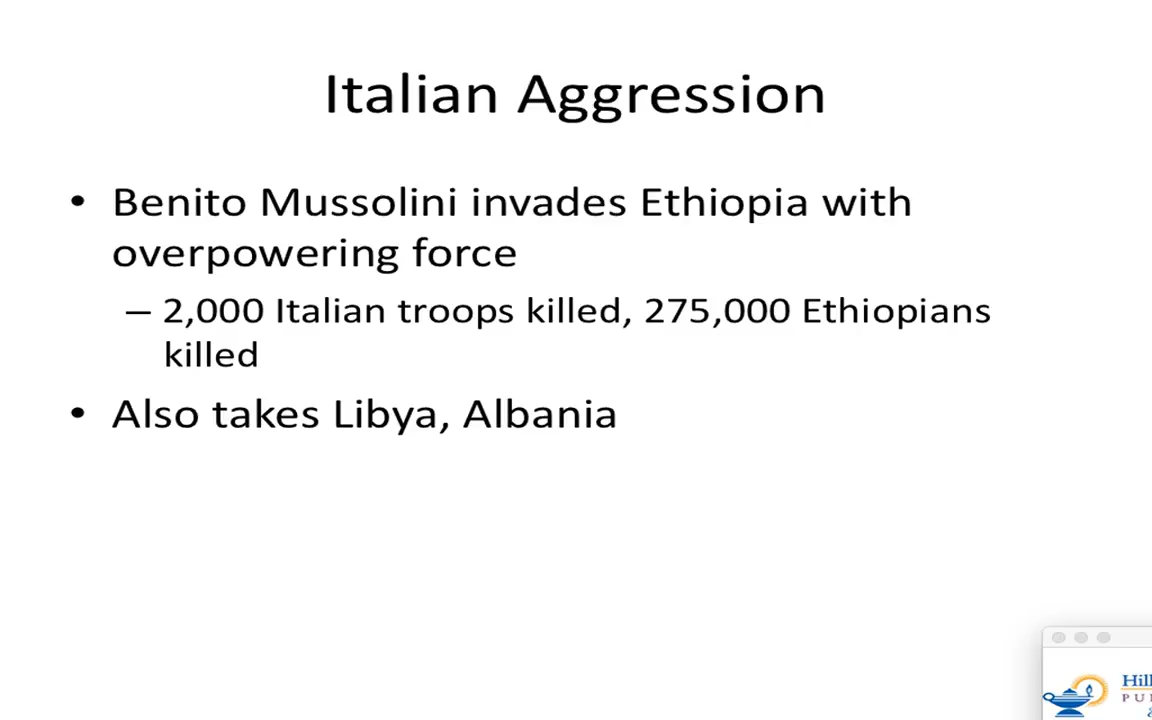 Italian Aggression
• Benito Mussolini invades Ethiopia with
overpowering force
– 2,000 Italian troops killed, 275,000 Ethiopians
killed
• Also takes Libya, Albania